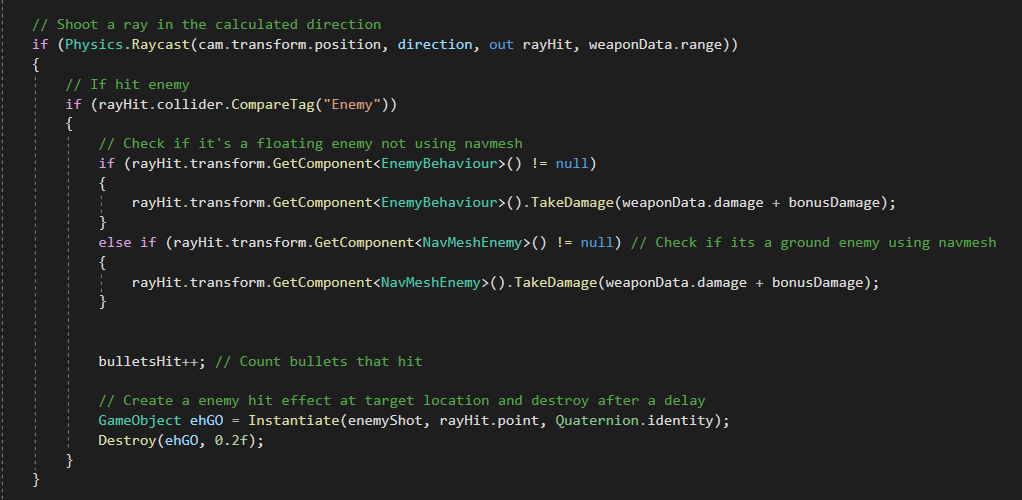 // Shoot a ray in the calculated direction
if (Physics.Raycast(cam.transform.position, direction, out rayHit, weaponData.range))
{
// If hit enemy
if (rayHit.collider.CompareTag("Enemy"))
{
// Check if it's a floating enemy not using navmesh
if (rayHit.transform.GetComponent<EnemyBehaviour>() != null)
{
rayHit.transform.GetComponent<EnemyBehaviour>().TakeDamage(weaponData.damage + bonusDamage);
}
else if (rayHit.transform.GetComponent<NavMeshEnemy>() != null) // Check if its a ground enemy using navmesh
{
rayHit.transform.GetComponent<NavMeshEnemy>().TakeDamage(weaponData.damage + bonusDamage);
}
bulletsHit++; // Count bullets that hit
// Create a enemy hit effect at target location and destroy after a delay
GameObject ehGO = Instantiate(enemyShot, rayHit.point, Quaternion.identity);
Destroy(ehGO, 0.2f);
}
}